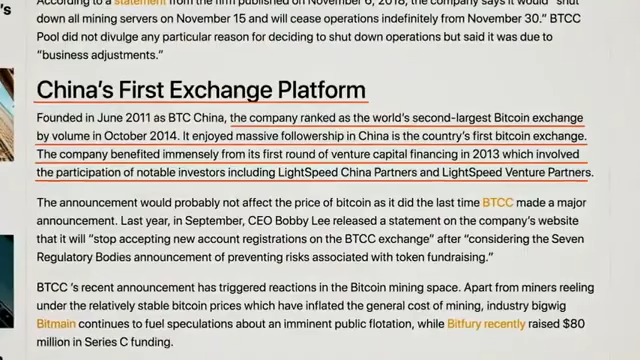 According to a statement from the firm published on November 6, 2018, the company says it would “shut
down all mining servers on November 15 and will cease operations indefinitely from November 30.” BTCC
Pool did not divulge any particular reason for deciding to shut down operations but said it was due to
“business adjustments.”
China’s First Exchange Platform
Founded in June 2011 as BTC China, the company ranked as the world’s second-largest Bitcoin exchange
by volume in October 2014. It enjoyed massive followership in China is the country’s first bitcoin exchange.
The company benefited immensely from its first round of venture capital financing in 2013 which involved
the participation of notable investors including LightSpeed China Partners and LightSpeed Venture Partners.
The announcement would probably not affect the price of bitcoin as it did the last time BTCC made a major
announcement. Last year, in September, CEO Bobby Lee released a statement on the company’s website
that it will “stop accepting new account registrations on the BTCC exchange” after “considering the Seven
Regulatory Bodies announcement of preventing risks associated with token fundraising.”
BTCC ’s recent announcement has triggered reactions in the Bitcoin mining space. Apart from miners reeling
under the relatively stable bitcoin prices which have inflated the general cost of mining, industry bigwig
Bitmain continues to fuel speculations about an imminent public flotation, while Bitfury recently raised $80
million in Series C funding.